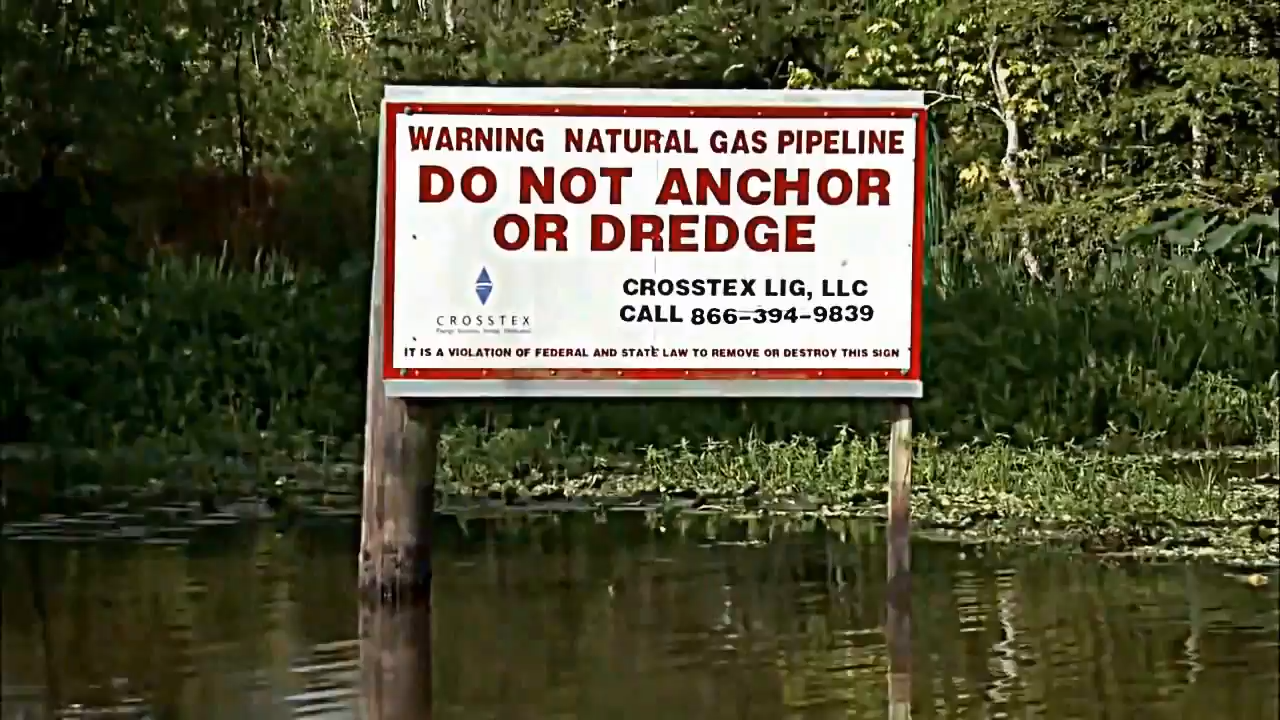 WARNING NATURAL GAS PIPELINE
DO NOT ANCHOR
OR DREDGE
CROSSTEX LIG, LLC
CALL 866-394-9839
CROSSTEX
IT IS A VIOLATION OF FEDERAL AND STATE LAW TO REMOVE OR DESTROY THIS SIGN